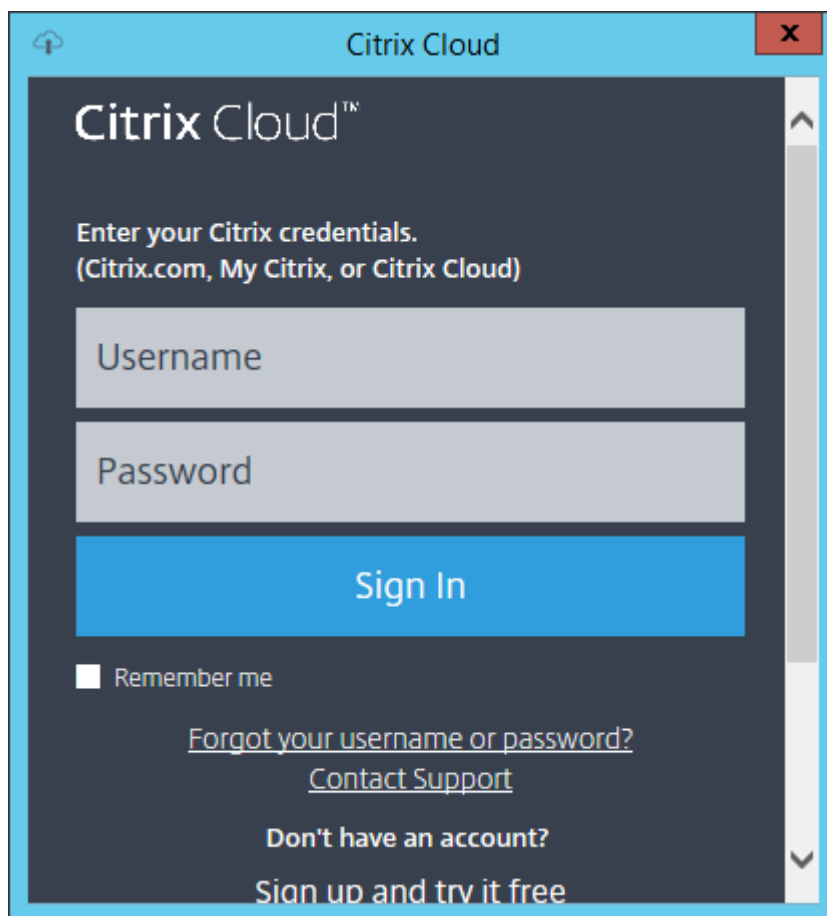 Citrix Cloud
Citrix Cloud™
Enter your Citrix credentials.
(Citrix.com, My Citrix, or Citrix Cloud)
Username
Password
Sign In
Remember me
Forgot your username or password?
Contact Support
Don't have an account?
Sign up and try it free